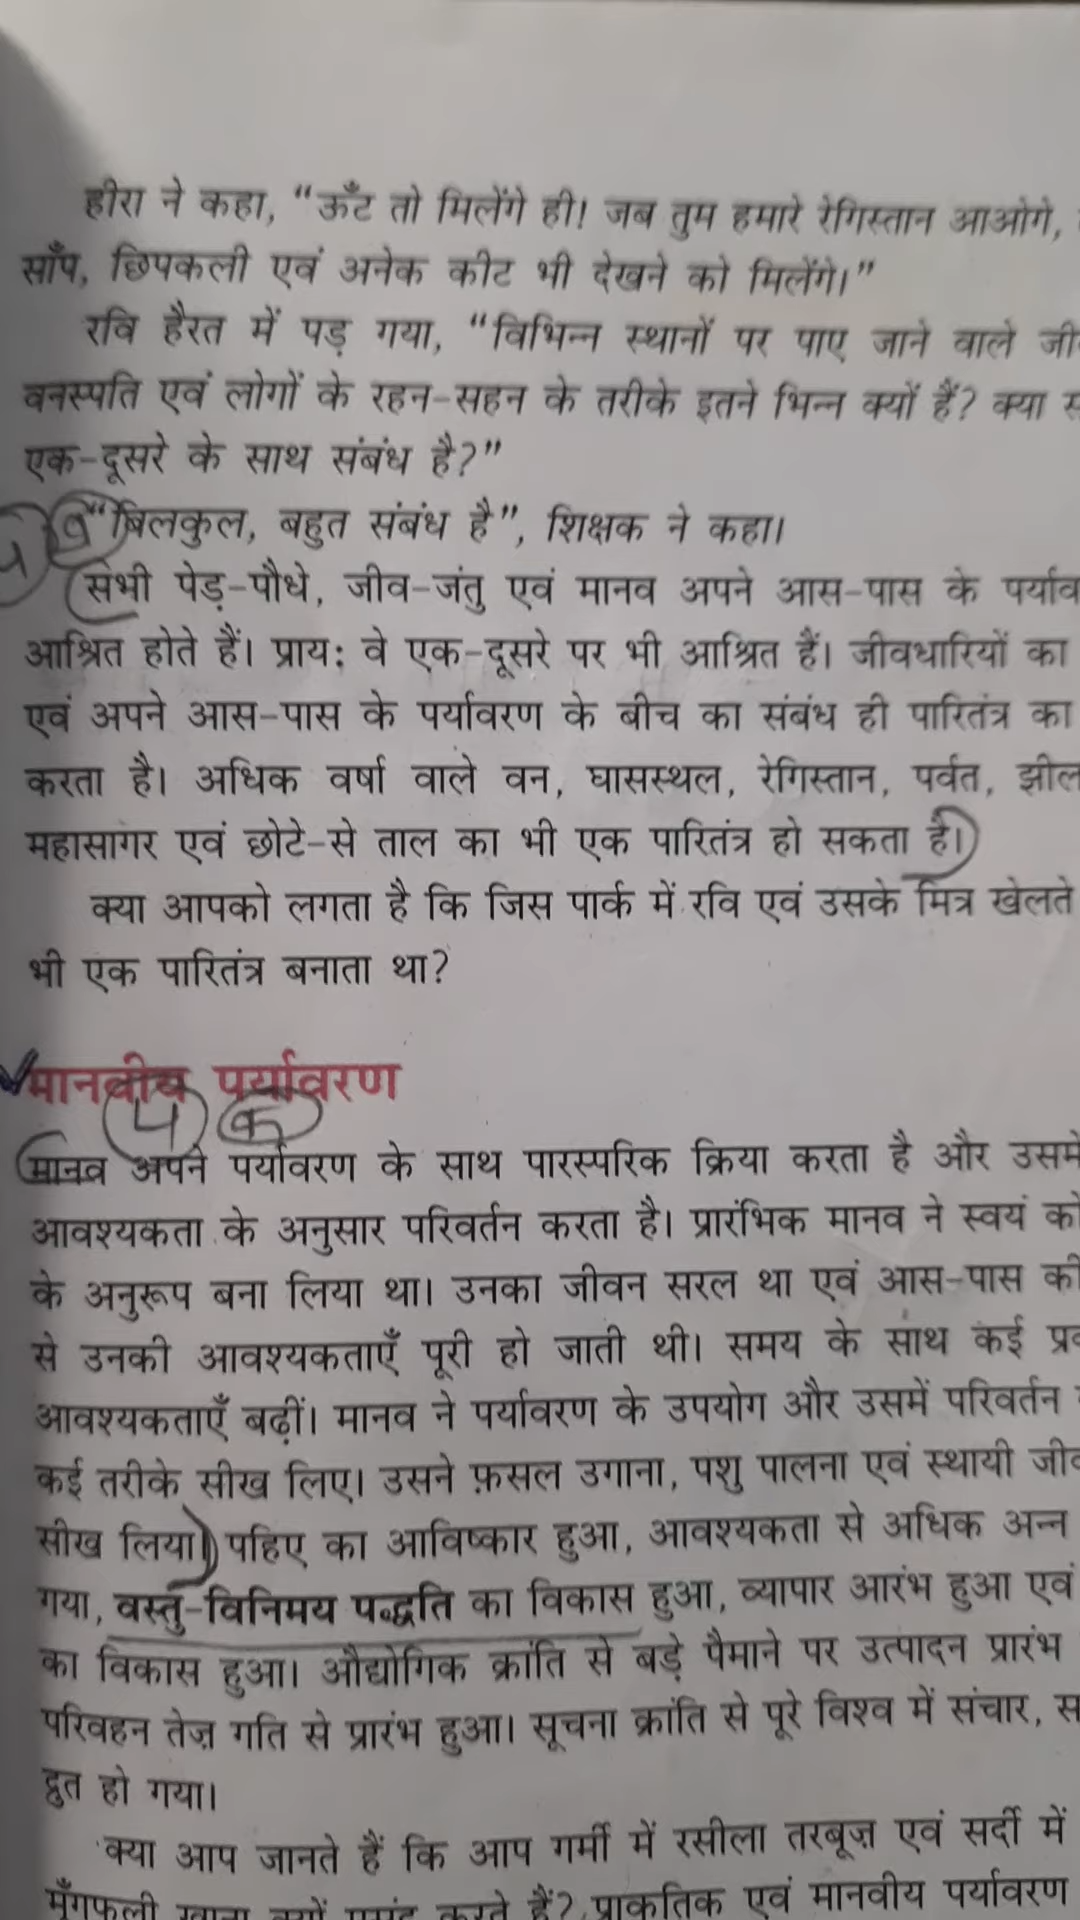 हीरा ने कहा, “ऊँट तो मिलेंगे ही! जब तुम हमारे रेगिस्तान आओगे,
साँप, छिपकली एवं अनेक कीट भी देखने को मिलेंगे।”
रवि हैरत में पड़ गया, “विभिन्न स्थानों पर पाए जाने वाले
वनस्पति एवं लोगों के रहन-सहन के तरीके इतने भिन्न क्यों हैं? क्या
एक-दूसरे के साथ संबंध है?”
“बिलकुल, बहुत संबंध है”, शिक्षक ने कहा।
सभी पेड़-पौधे, जीव-जंतु एवं मानव अपने आस-पास के
आश्रित होते हैं। प्राय: वे एक-दूसरे पर भी आश्रित हैं। जीवधारियों का
एवं अपने आस-पास के पर्यावरण के बीच का संबंध ही पारितंत्र का
करता है। अधिक वर्षा वाले वन, घासस्थल, रेगिस्तान, पर्वत, झील
महासागर एवं छोटे-से ताल का भी एक पारितंत्र हो सकता है।
क्या आपको लगता है कि जिस पार्क में रवि एवं उसके मित्र खेलते
भी एक पारितंत्र बनाता था?
मानवीय पर्यावरण
4 क
मानव अपने पर्यावरण के साथ पारस्परिक क्रिया करता है और उसमें
आवश्यकता के अनुसार परिवर्तन करता है। प्रारंभिक मानव ने स्वयं को
के अनुरूप बना लिया था। उनका जीवन सरल था एवं आस-पास की
से उनकी आवश्यकताएँ पूरी हो जाती थी। समय के साथ कई
आवश्यकताएँ बढ़ीं। मानव ने पर्यावरण के उपयोग और उसमें परिवर्तन
कई तरीके सीख लिए। उसने फ़सल उगाना, पशु पालना एवं स्थायी
सीख लिया। पहिए का आविष्कार हुआ, आवश्यकता से अधिक अन्न
गया, वस्तु-विनिमय पद्धति का विकास हुआ, व्यापार आरंभ हुआ एवं
का विकास हुआ। औद्योगिक क्रांति से बड़े पैमाने पर उत्पादन प्रारंभ
परिवहन तेज़ गति से प्रारंभ हुआ। सूचना क्रांति से पूरे विश्व में संचार,
द्रुत हो गया।
क्या आप जानते हैं कि आप गर्मी में रसीला तरबूज़ एवं सर्दी में
मूँगफली खाना क्यों पसंद करते हैं? प्राकृतिक एवं मानवीय पर्यावरण